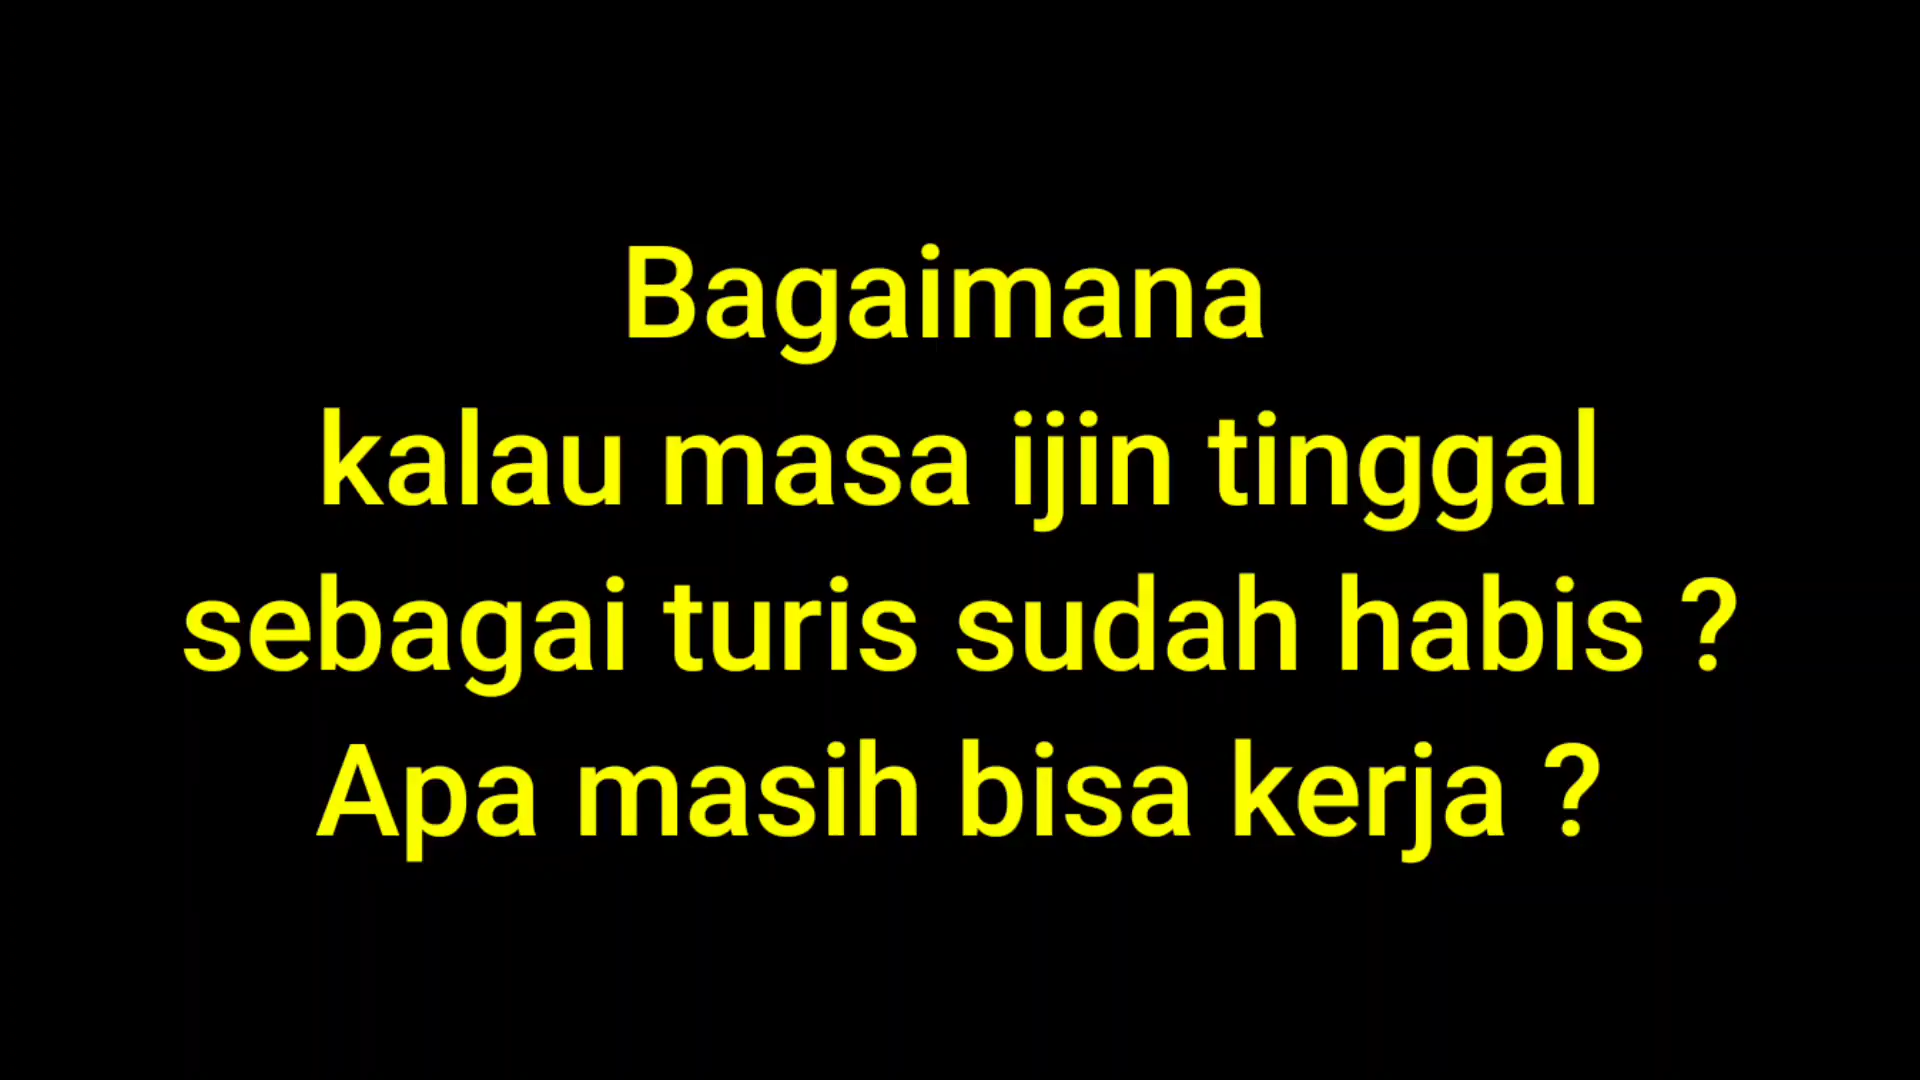 Bagaimana
kalau masa ijin tinggal
sebagai turis sudah habis ?
Apa masih bisa kerja ?